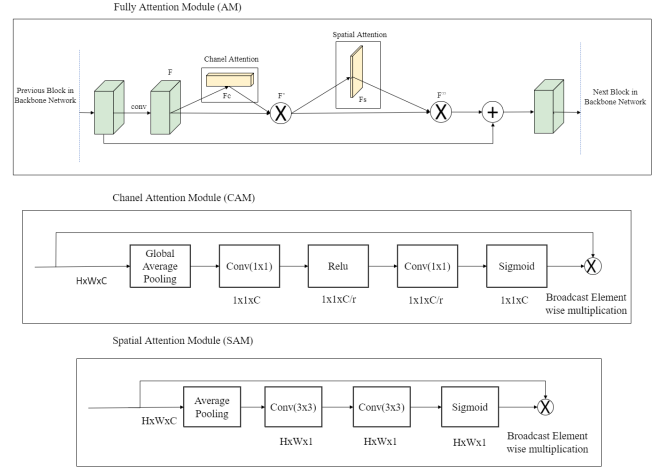 Fully Attention Module (AM)
Spatial Attention
Chanel Attention
Previous Block in
Backbone Network
conv
F
Fc
F'
Fs
F''
X
X
+
Next Block in
Backbone Network
Chanel Attention Module (CAM)
HxWxC
Global
Average
Pooling
Conv(1x1)
1x1xC
Relu
1x1xC/r
Conv(1x1)
1x1xC/r
Sigmoid
1x1xC
X
Broadcast Element
wise multiplication
Spatial Attention Module (SAM)
HxWxC
Average
Pooling
Conv(3x3)
HxWx1
Conv(3x3)
HxWx1
Sigmoid
HxWx1
X
Broadcast Element
wise multiplication